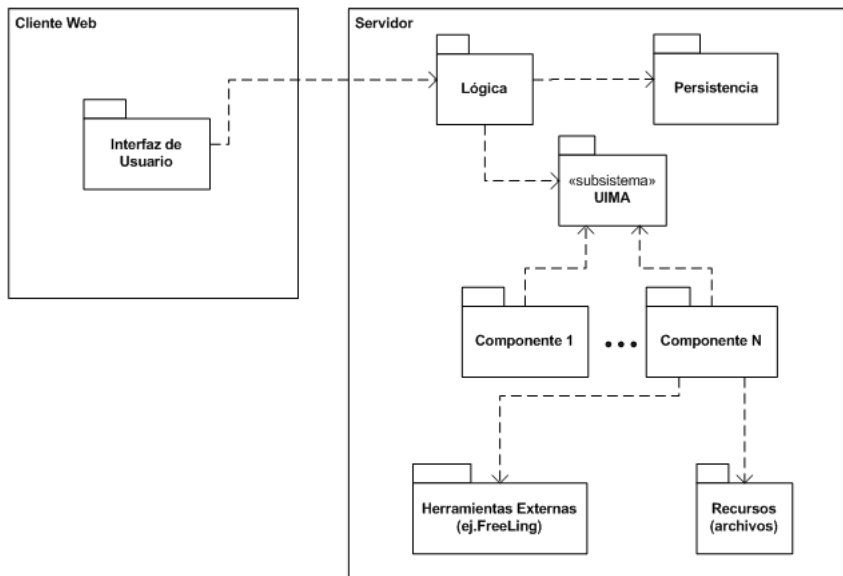 Cliente Web
Servidor
Lógica
Persistencia
Interfaz de
Usuario
«subsistema»
UIMA
Componente 1
Componente N
Herramientas Externas
(ej.FreeLing)
Recursos
(archivos)